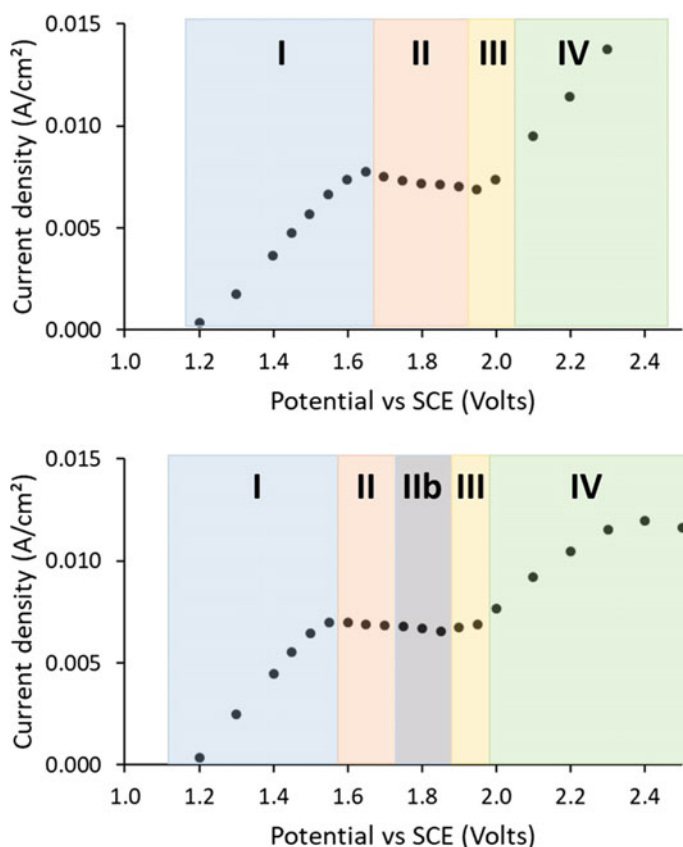 0.015
I II III IV
0.010
0.005
0.000
1.0 1.2 1.4 1.6 1.8 2.0 2.2 2.4
Current density (A/cm²)
Potential vs SCE (Volts)
0.015
I II IIb III IV
0.010
0.005
0.000
1.0 1.2 1.4 1.6 1.8 2.0 2.2 2.4
Current density (A/cm²)
Potential vs SCE (Volts)